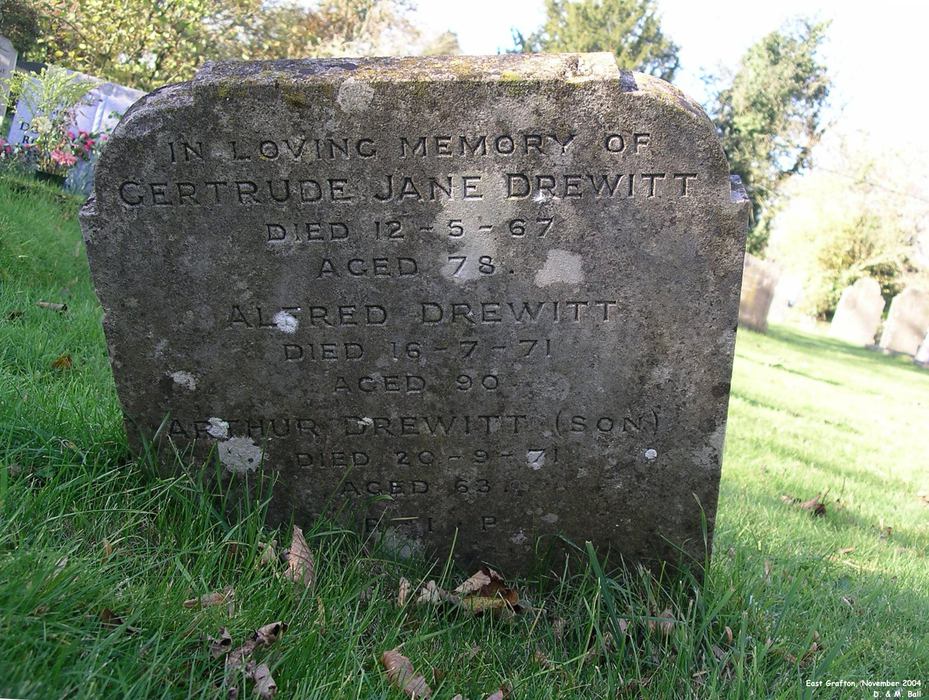 IN LOVING MEMORY OF
GERTRUDE JANE DREWITT
DIED 12-5-67
AGED 78.
ALFRED DREWITT
DIED 16-7-71
AGED 90
ARTHUR DREWITT (SON)
DIED 20-9-71
AGED 63
R I P
East Grafton, November 2004
D. & M. Ball